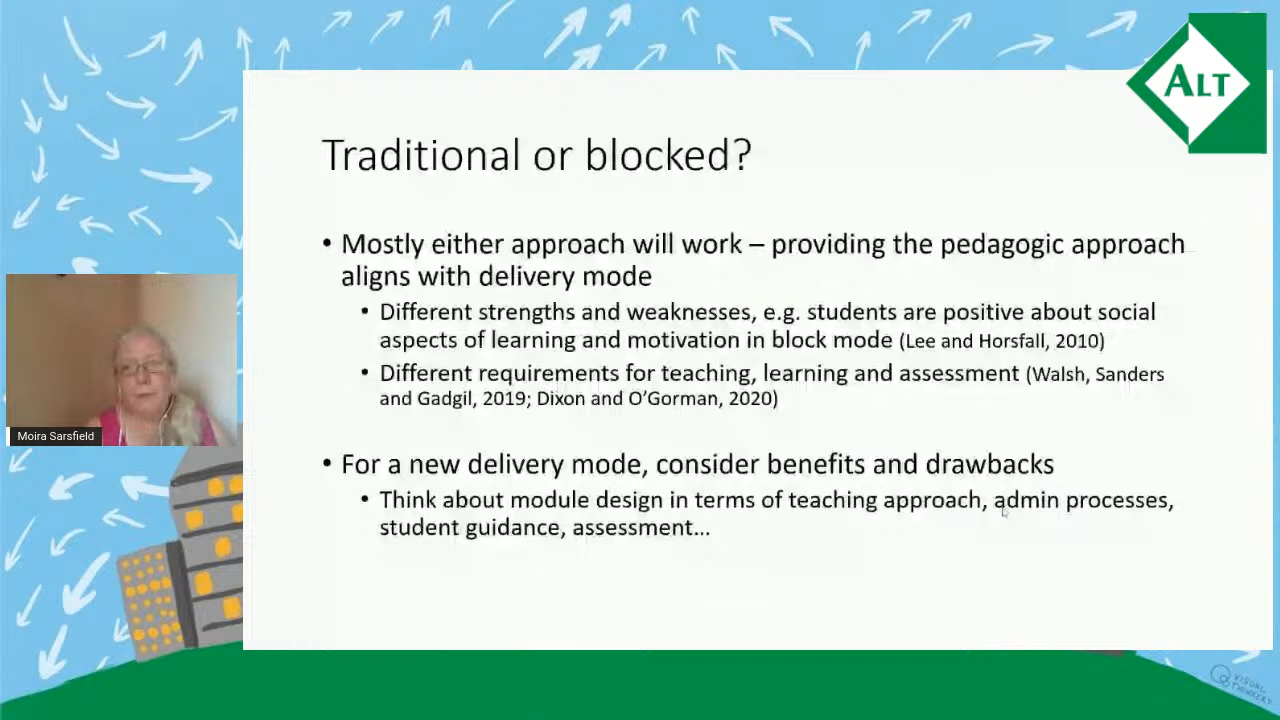 ALT
Traditional or blocked?
• Mostly either approach will work – providing the pedagogic approach
aligns with delivery mode
• Different strengths and weaknesses, e.g. students are positive about social
aspects of learning and motivation in block mode (Lee and Horsfall, 2010)
• Different requirements for teaching, learning and assessment (Walsh, Sanders
and Gadgil, 2019; Dixon and O’Gorman, 2020)
Moira Sarsfield
• For a new delivery mode, consider benefits and drawbacks
• Think about module design in terms of teaching approach, admin processes,
student guidance, assessment...
VISUAL
THINKERY